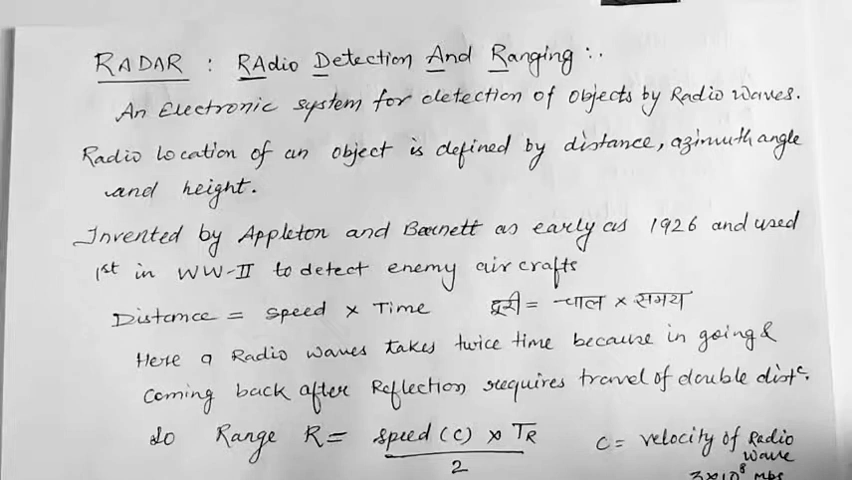 RADAR : RAdio Detection And Ranging :.
An Electronic system for detection of objects by Radio waves.
Radio location of an object is defined by distance, azimuth angle
and height.
Invented by Appleton and Barnett as early as 1926 and used
1st in WW-II to detect enemy air crafts
Distance = speed × Time दूरी = चाल × समय
Here a Radio waves takes twice time because in going &
coming back after Reflection requires travel of double distc.
So Range R = speed (C) × TR / 2
C = velocity of Radio
wave
3×10⁸ mps